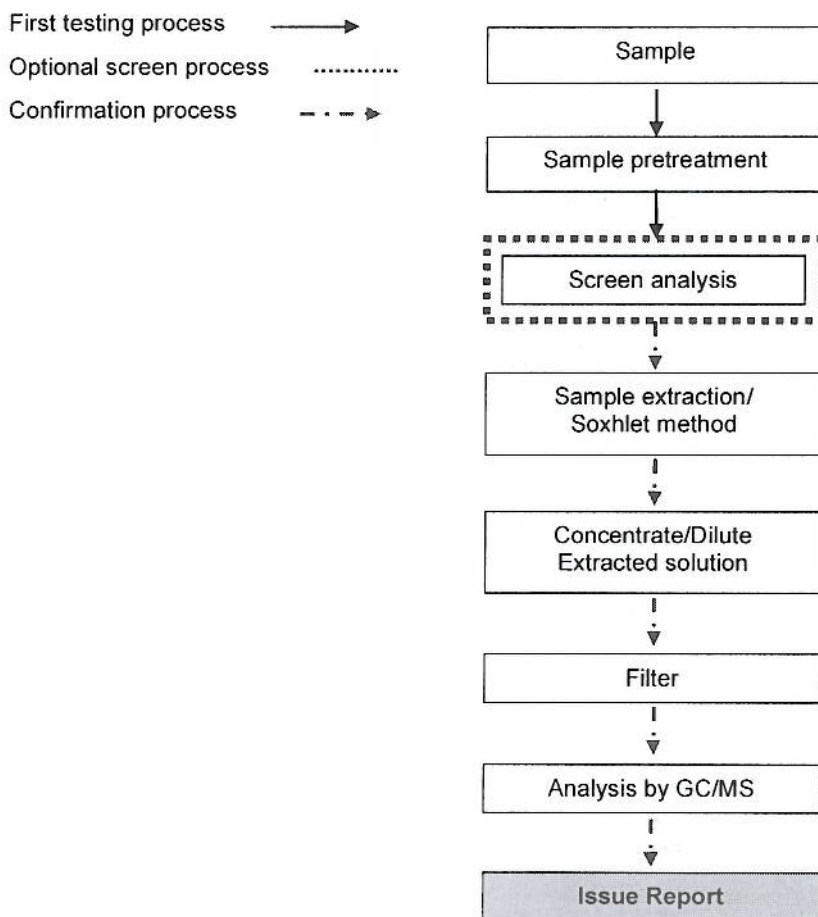 First testing process
Optional screen process
Confirmation process
Sample
Sample pretreatment
Screen analysis
Sample extraction/
Soxhlet method
Concentrate/Dilute
Extracted solution
Filter
Analysis by GC/MS
Issue Report